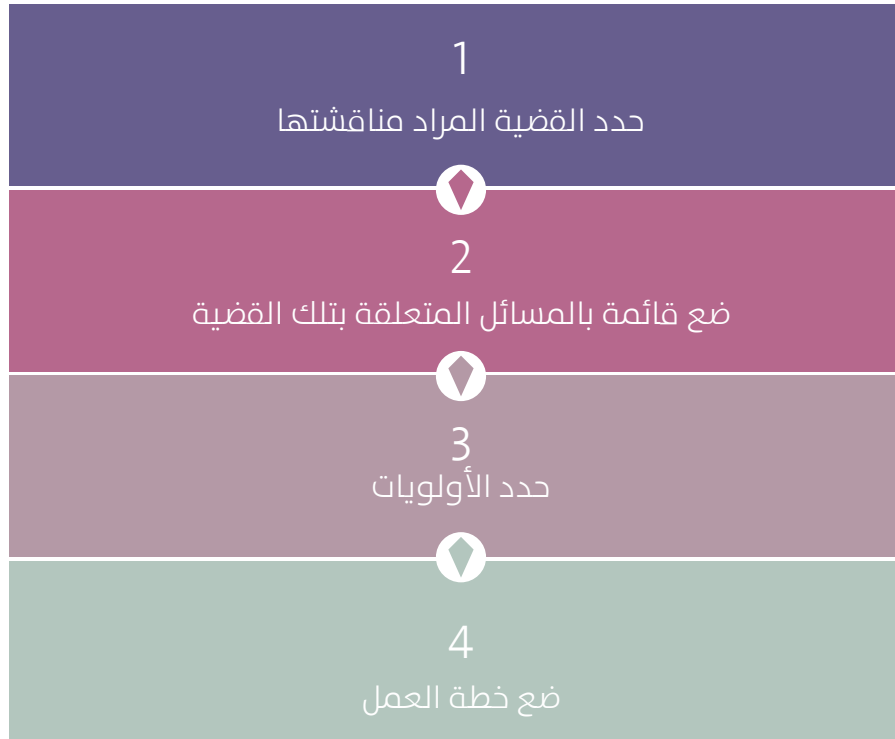 1
حدد القضية المراد مناقشتها
2
ضع قائمة بالمسائل المتعلقة بتلك القضية
3
حدد الأولويات
4
ضع خطة العمل